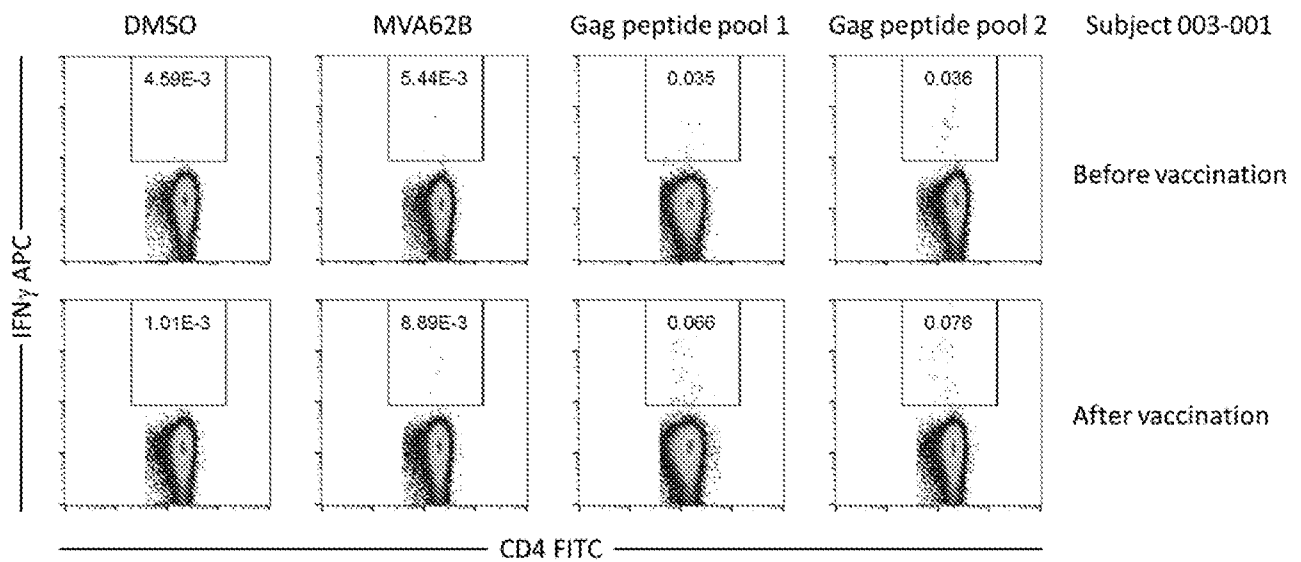 DMSO MVA62B Gag peptide pool 1 Gag peptide pool 2 Subject 003-001
4.59E-3 5.44E-3 0.035 0.036
Before vaccination
IFNγ APC
1.01E-3 8.89E-3 0.066 0.076
After vaccination
CD4 FITC